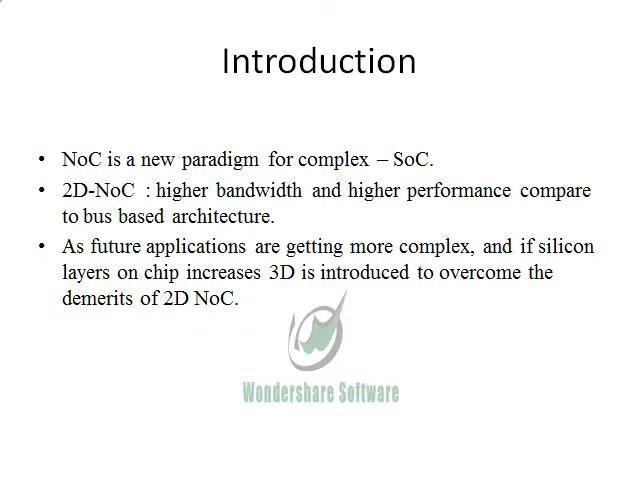 Introduction
• NoC is a new paradigm for complex – SoC.
• 2D-NoC : higher bandwidth and higher performance compare
to bus based architecture.
• As future applications are getting more complex, and if silicon
layers on chip increases 3D is introduced to overcome the
demerits of 2D NoC.
Wondershare Software